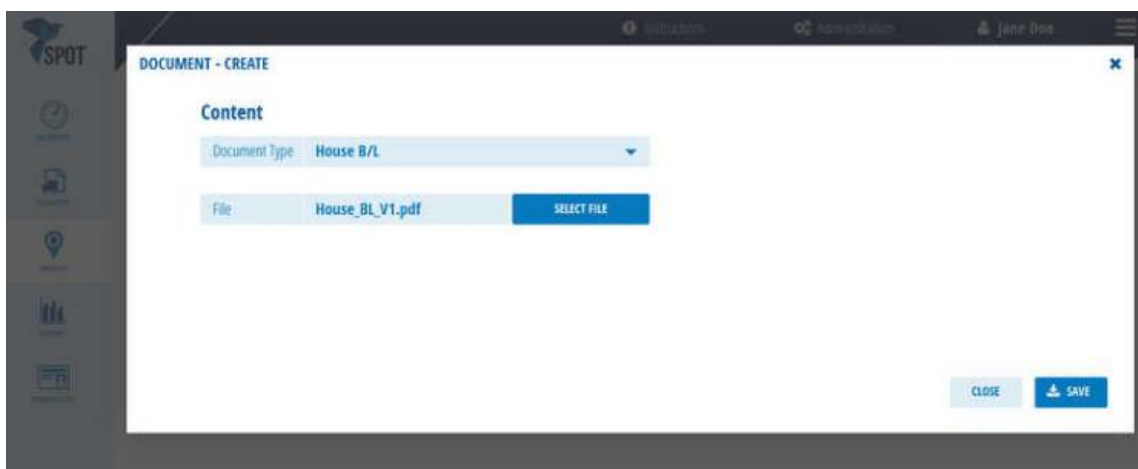 SPOT
Instructions
Administration
Jane Doe
DOCUMENT - CREATE
Content
Document Type House B/L
File House_BL_V1.pdf SELECT FILE
CLOSE
SAVE